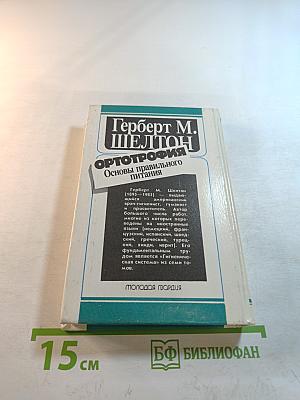 Герберт М.
ШЕЛТОН
ОРТОТРОФИЯ
Основы правильного
питания
Герберт М. Шелтон
(1895—1985) — выдаю-
щийся американский
врач-гигиенист, гуманист
и просветитель. Автор
большого числа работ,
многие из которых пере-
ведены на иностранные
языки (немецкий, фран-
цузский, испанский, швед-
ский, греческий, турец-
кий, хинди, марит). Его
фундаментальным тру-
дом является «Гигиениче-
ская система» из семи то-
мов.
МОЛОДАЯ ГВАРДИЯ
15 см
БФ БИБЛИОФАН